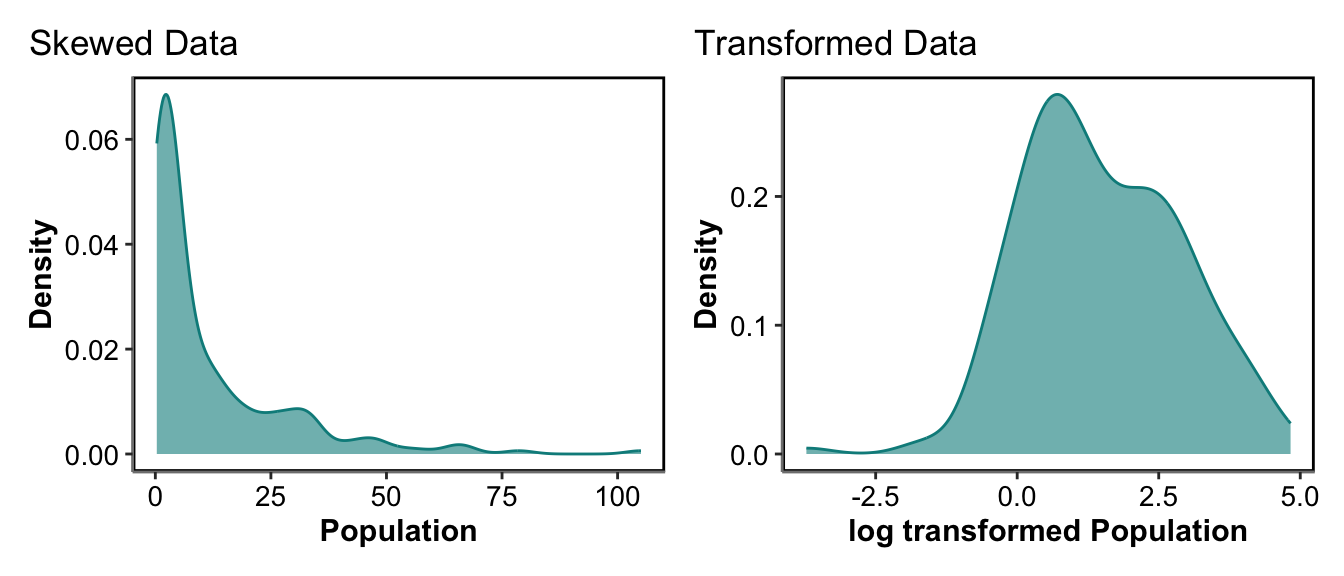 Skewed Data
Density
0.06
0.04
0.02
0.00
0 25 50 75 100
Population
Transformed Data
Density
0.2
0.1
0.0
-2.5 0.0 2.5 5.0
log transformed Population